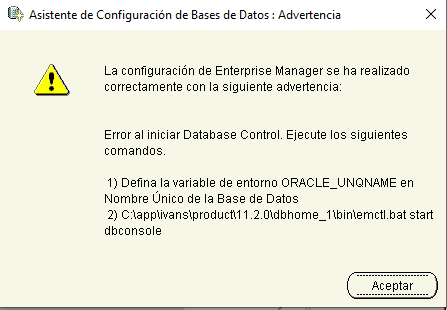 Asistente de Configuración de Bases de Datos : Advertencia
La configuración de Enterprise Manager se ha realizado
correctamente con la siguiente advertencia:
Error al iniciar Database Control. Ejecute los siguientes
comandos.
1) Defina la variable de entorno ORACLE_UNQNAME en
Nombre Único de la Base de Datos
2) C:\app\ivans\product\11.2.0\dbhome_1\bin\emctl.bat start
dbconsole
Aceptar